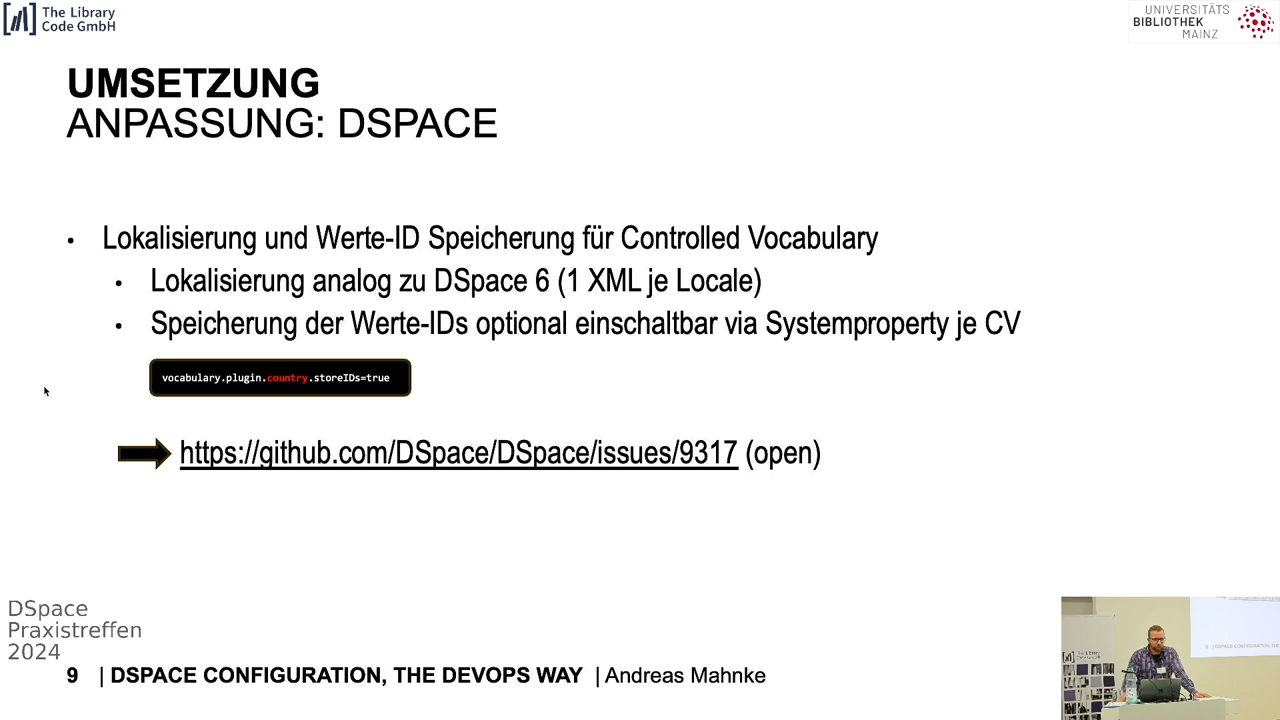 The Library
Code GmbH
UNIVERSITÄTS
BIBLIOTHEK
MAINZ
UMSETZUNG
ANPASSUNG: DSPACE
• Lokalisierung und Werte-ID Speicherung für Controlled Vocabulary
• Lokalisierung analog zu DSpace 6 (1 XML je Locale)
• Speicherung der Werte-IDs optional einschaltbar via Systemproperty je CV
vocabulary.plugin.country.storeIDs=true
https://github.com/DSpace/DSpace/issues/9317 (open)
DSpace
Praxistreffen
2024
9 | DSPACE CONFIGURATION, THE DEVOPS WAY | Andreas Mahnke